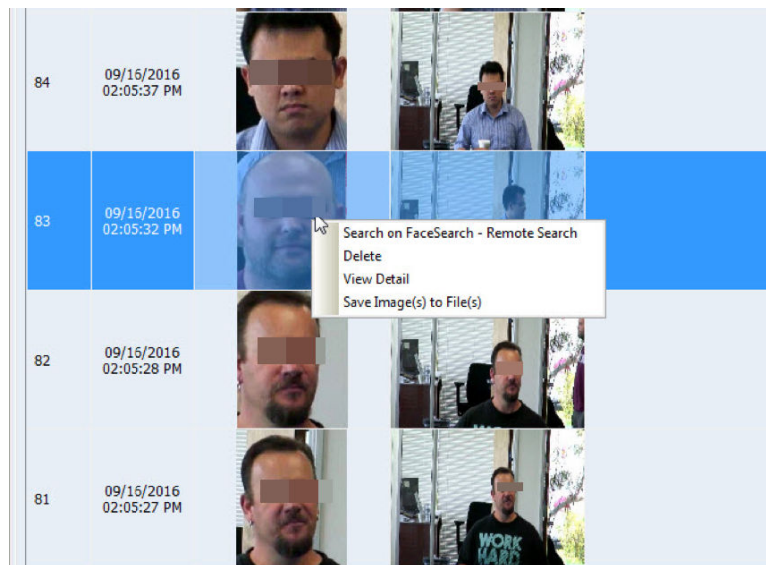 84
09/16/2016
02:05:37 PM
83
09/16/2016
02:05:32 PM
Search on FaceSearch - Remote Search
Delete
View Detail
Save Image(s) to File(s)
82
09/16/2016
02:05:28 PM
WORK
81
09/16/2016
02:05:27 PM
WORK
HARD